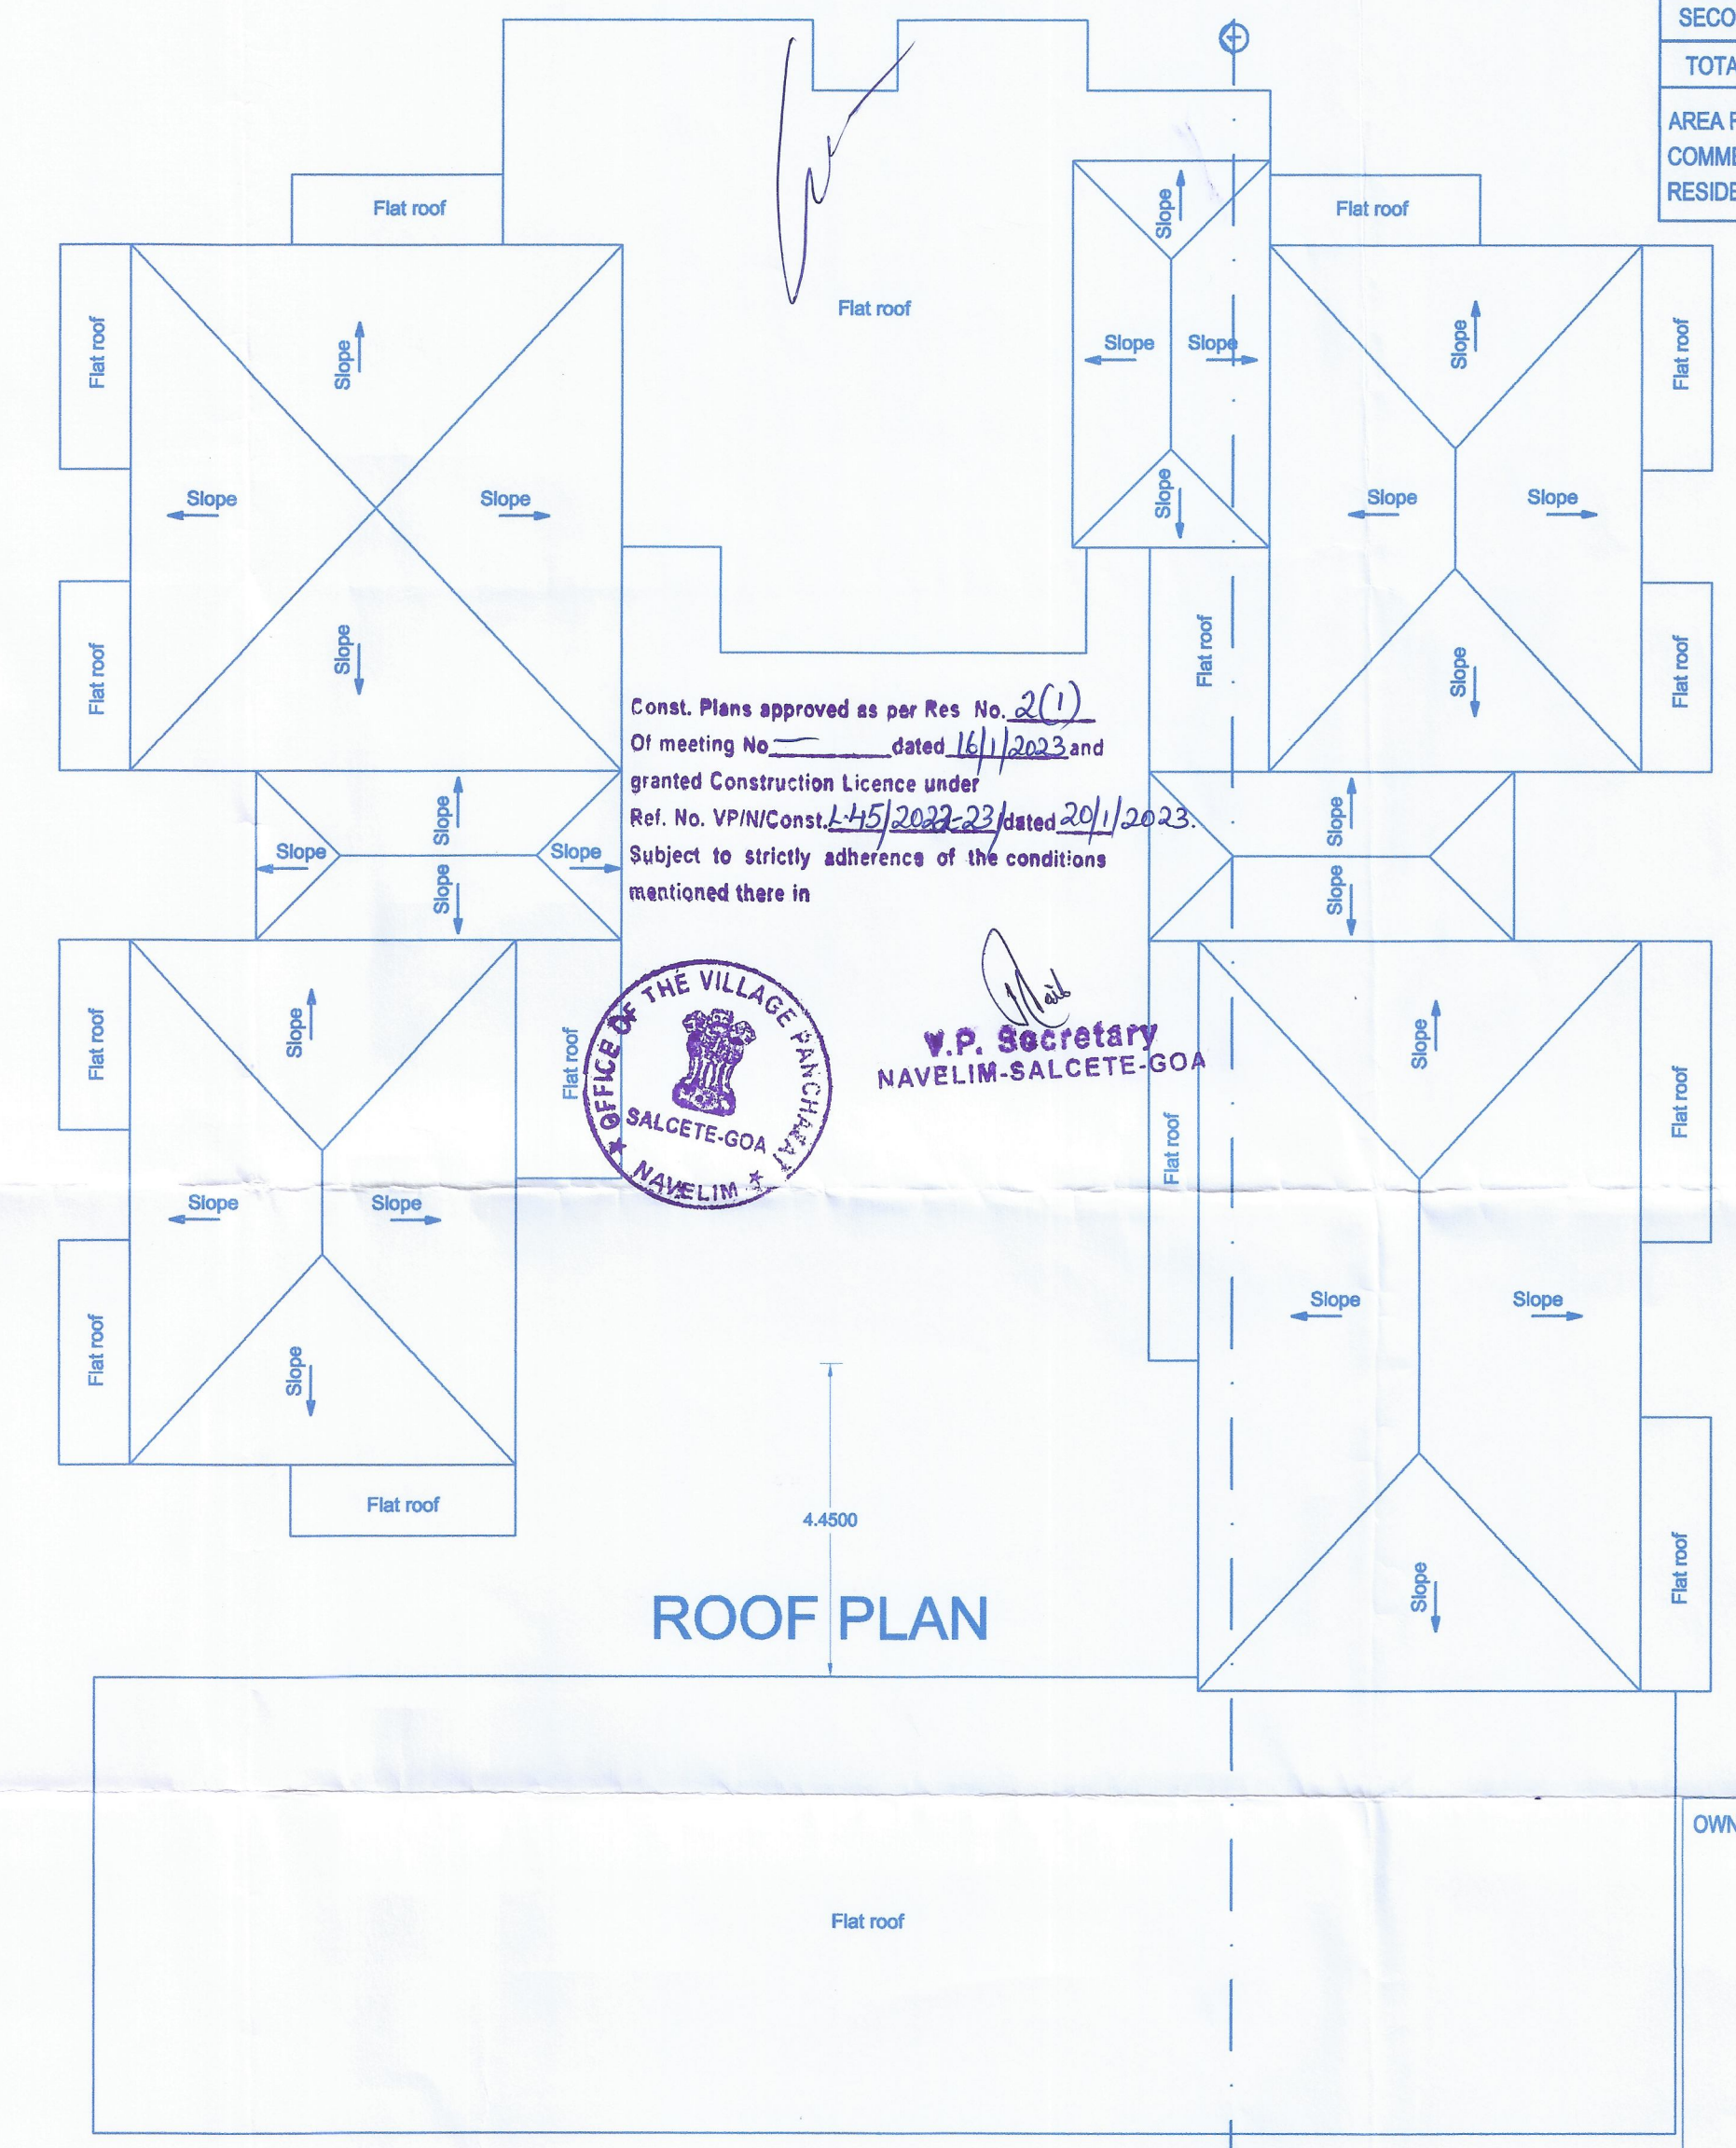 SECO
TOTA
AREA F
COMME
RESIDE
Flat roof
Flat roof
Flat roof
Slope
Slope
Slope
Slope
Flat roof
Flat roof
Slope
Slope
Slope
Slope
Flat roof
Slope
Slope
Slope
Slope
Flat roof
Flat roof
Flat roof
Const. Plans approved as per Res No. 2(1)
Of meeting No — dated 16/1/2023 and
granted Construction Licence under
Ref. No. VP/N/Const. L-45/2022-23/dated 20/1/2023.
Subject to strictly adherence of the conditions
mentioned there in
Slope
Slope
Slope
Slope
Slope
Slope
OFFICE OF THE VILLAGE PANCHAYAT
SALCETE-GOA
★ NAVELIM ★
V.P. Secretary
NAVELIM-SALCETE-GOA
Flat roof
Slope
Flat roof
Slope
Slope
Slope
Flat roof
Flat roof
Flat roof
Slope
Flat roof
Slope
Slope
Slope
Flat roof
4.4500
ROOF PLAN
OWN
Flat roof